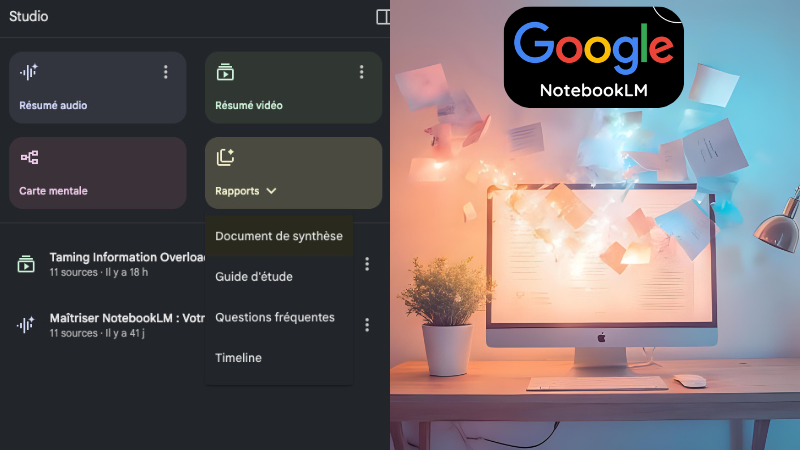 Studio
Résumé audio
Résumé vidéo
Carte mentale
Rapports
Document de synthèse
Guide d'étude
Questions fréquentes
Timeline
Taming Information Overloa
11 sources · Il y a 18 h
Maîtriser NotebookLM : Votr
11 sources · Il y a 41 j
Google
NotebookLM